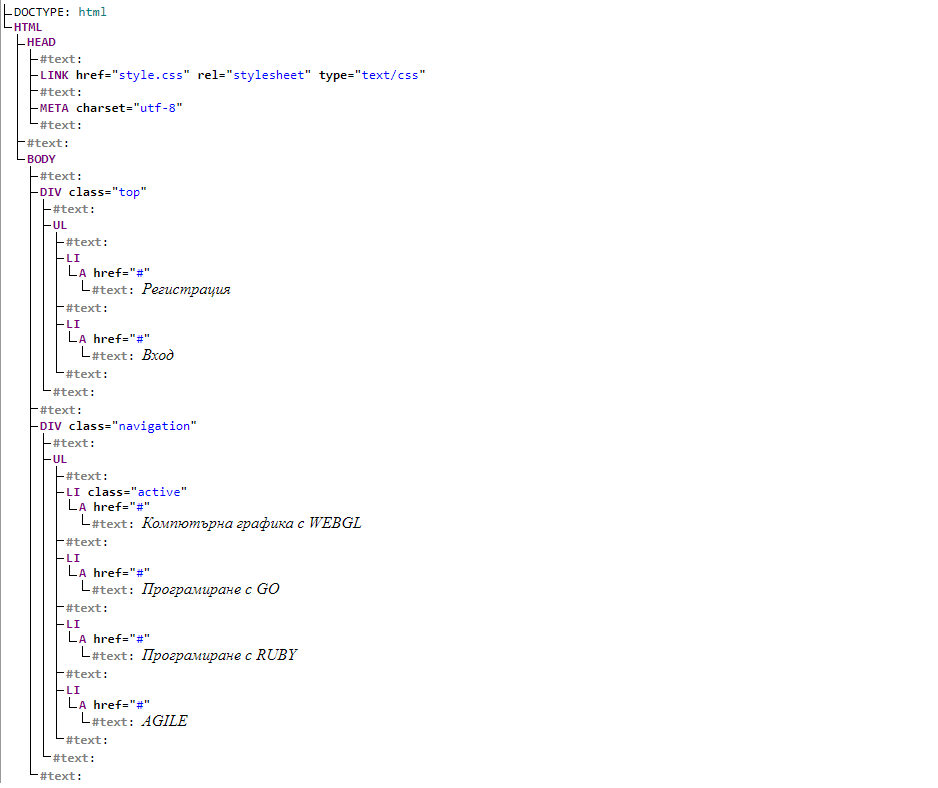 DOCTYPE: html
HTML
HEAD
#text:
LINK href="style.css" rel="stylesheet" type="text/css"
#text:
META charset="utf-8"
#text:
#text:
BODY
#text:
DIV class="top"
#text:
UL
#text:
LI
A href="#"
#text: Регистрация
#text:
LI
A href="#"
#text: Вход
#text:
#text:
#text:
DIV class="navigation"
#text:
UL
#text:
LI class="active"
A href="#"
#text: Компютърна графика с WEBGL
#text:
LI
A href="#"
#text: Програмиране с GO
#text:
LI
A href="#"
#text: Програмиране с RUBY
#text:
LI
A href="#"
#text: AGILE
#text:
#text:
#text: